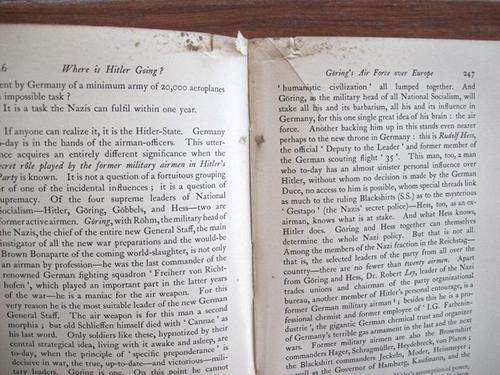 6 Where is Hitler Going?
ent by Germany of a minimum army of 20,000 aeroplanes
impossible task?
It is a task the Nazis can fulfil within one year.
If anyone can realize it, it is the Hitler-State. Germany
to-day is in the hands of the airman-officers. This utter-
ance acquires an entirely different significance when the
secret rôle played by the former military airmen in Hitler's
Party is known. It is not a question of a fortuitous grouping
or of one of the incidental influences; it is a question of
supremacy. Of the four supreme leaders of National
Socialism—Hitler, Göring, Göbbels, and Hess—two are
former active airmen. Göring, with Röhm, the military head of
the Nazis, the chief of the entire new General Staff, the main
instigator of all the new war preparations and the would-be
Brown Bonaparte of the coming world-slaughter, is not only
an airman by profession—he was the last commander of the
renowned German fighting squadron 'Freiherr von Richt-
hofen', which played an important part in the latter years
of the war—he is a maniac for the air weapon. For this
very reason he is the most suitable leader of the new German
General Staff. The air weapon is for this man a second
morphia; but old Schlieffen himself died with 'Cannae' as
his last word. Only soldiers like these, hypnotized by their
central strategical idea, living with it awake and asleep, are
to-day, when the principle of 'specific preponderance' is
decisive in war, the true, up-to-date—and victorious—mili-
tary leaders. Göring is one. On this point he cannot
Göring's Air Force over Europe 247
'humanistic civilization' all lumped together. And
Göring, as the military head of all National Socialism, will
stake all his and its barbarism, all his and its influence in
Germany, for this one single great idea of his brain: the air
force. Another backing him up in this stands even nearer
perhaps to the new throne in Germany: this is Rudolf Hess,
the official 'Deputy to the Leader' and former member of
the German scouting flight '35'. This man, too, a man
who to-day has an almost sinister personal influence over
Hitler, without whom no decision is made by the German
Duce, no access to him is possible, whom special threads link
as much to the ruling Blackshirts (S.S.) as to the mysterious
'Gestapo' (the Nazis' secret police)—Hess, too, as an ex-
airman, knows what is at stake. And what Hess knows,
Hitler does. Göring and Hess together can themselves
determine the whole Nazi policy. But that is not all.
Among the members of the Nazi fraction in the Reichstag—
that is, the selected leaders of the party from all over the
country—there are no fewer than twenty airmen. Apart
from Göring and Hess, Dr. Robert Ley, leader of the Nazi
trades unions and chairman of the party organizational
bureau, another member of Hitler's personal entourage, is a
former German military airman; besides he is a pro-
fessional chemist and former employé of 'I.G. Farbenin-
dustrie', the gigantic German chemical trust and organizer
of Germany's terrible gas armament in the last and the next
war. Former military airmen are also the Brownshirt
commanders Hagen, Schragmüller, Heydebreck, von Pfaten;
the Blackshirt commanders Jeckeln, Moder, Heissmeyer;
as well as the Governor of Hamburg, Kaufmann, and the